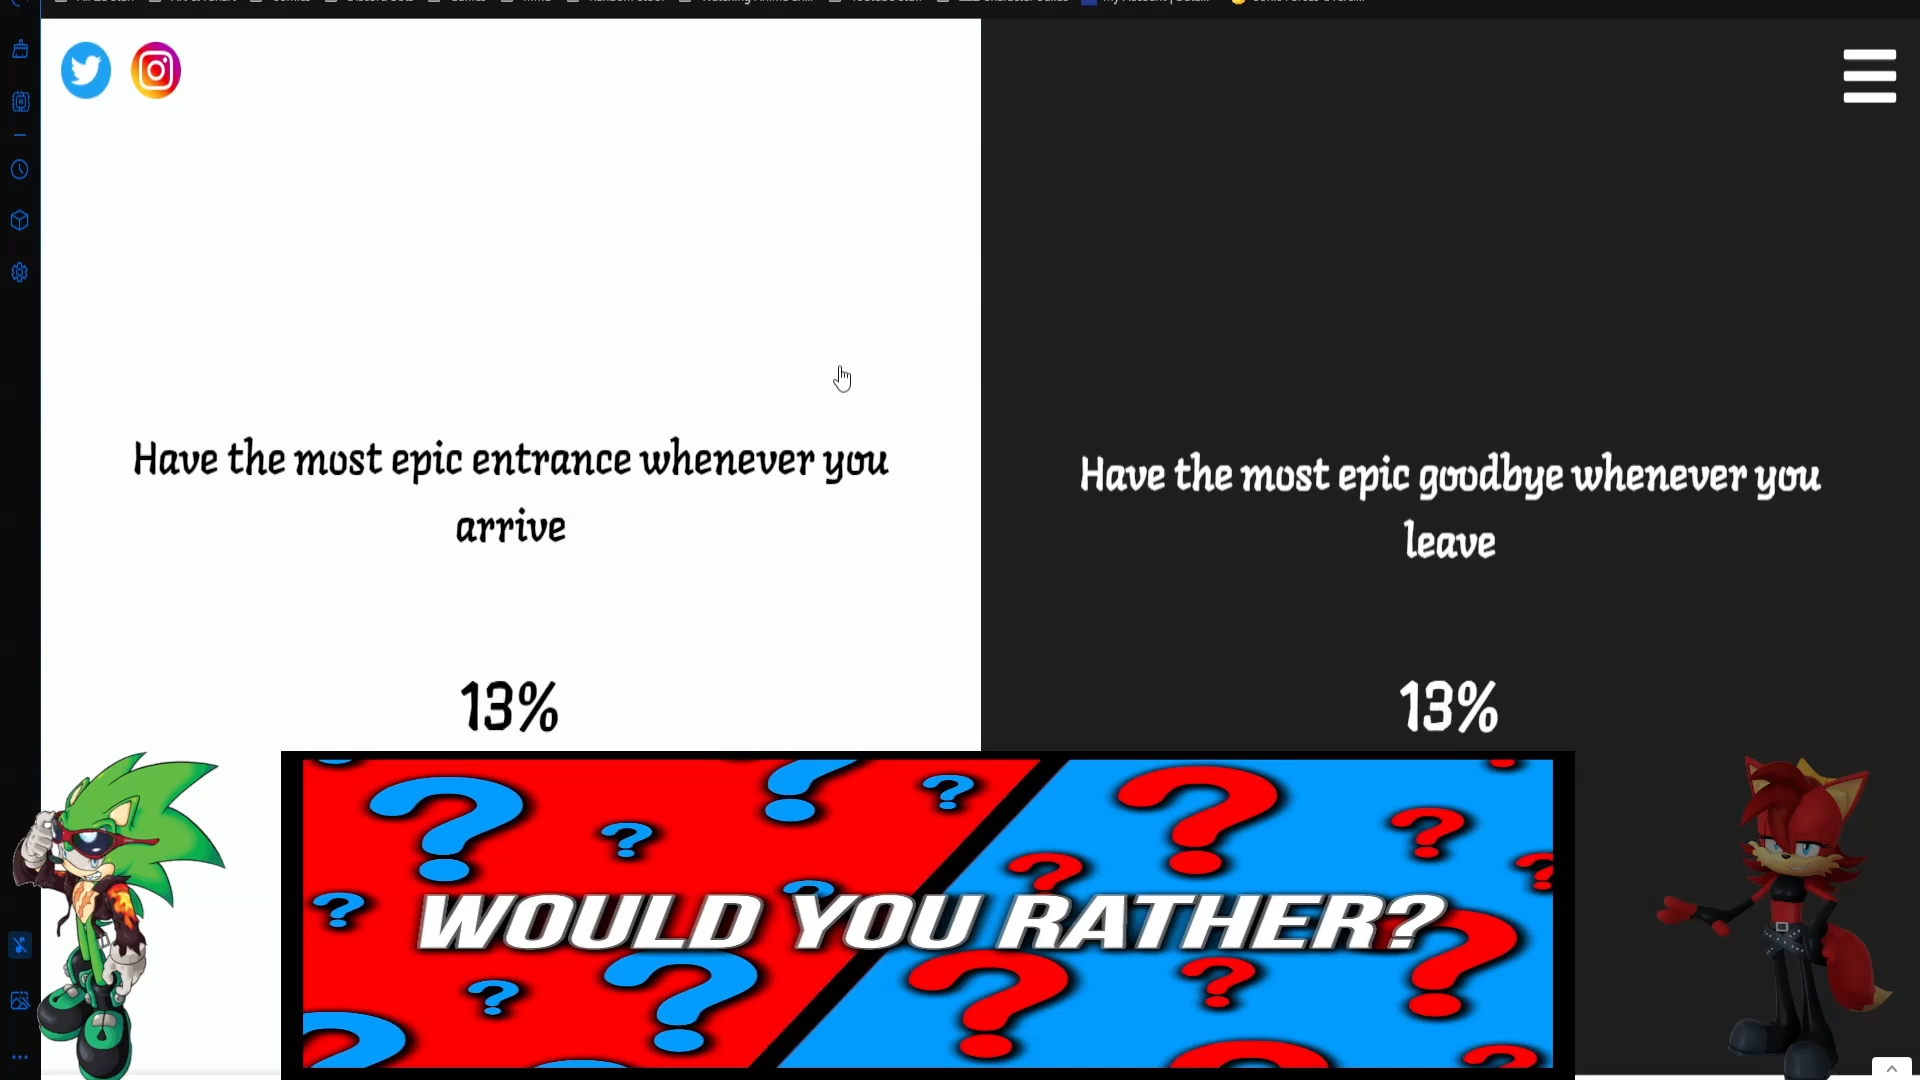 Have the most epic entrance whenever you
arrive
13%
Have the most epic goodbye whenever you
leave
13%
WOULD YOU RATHER?